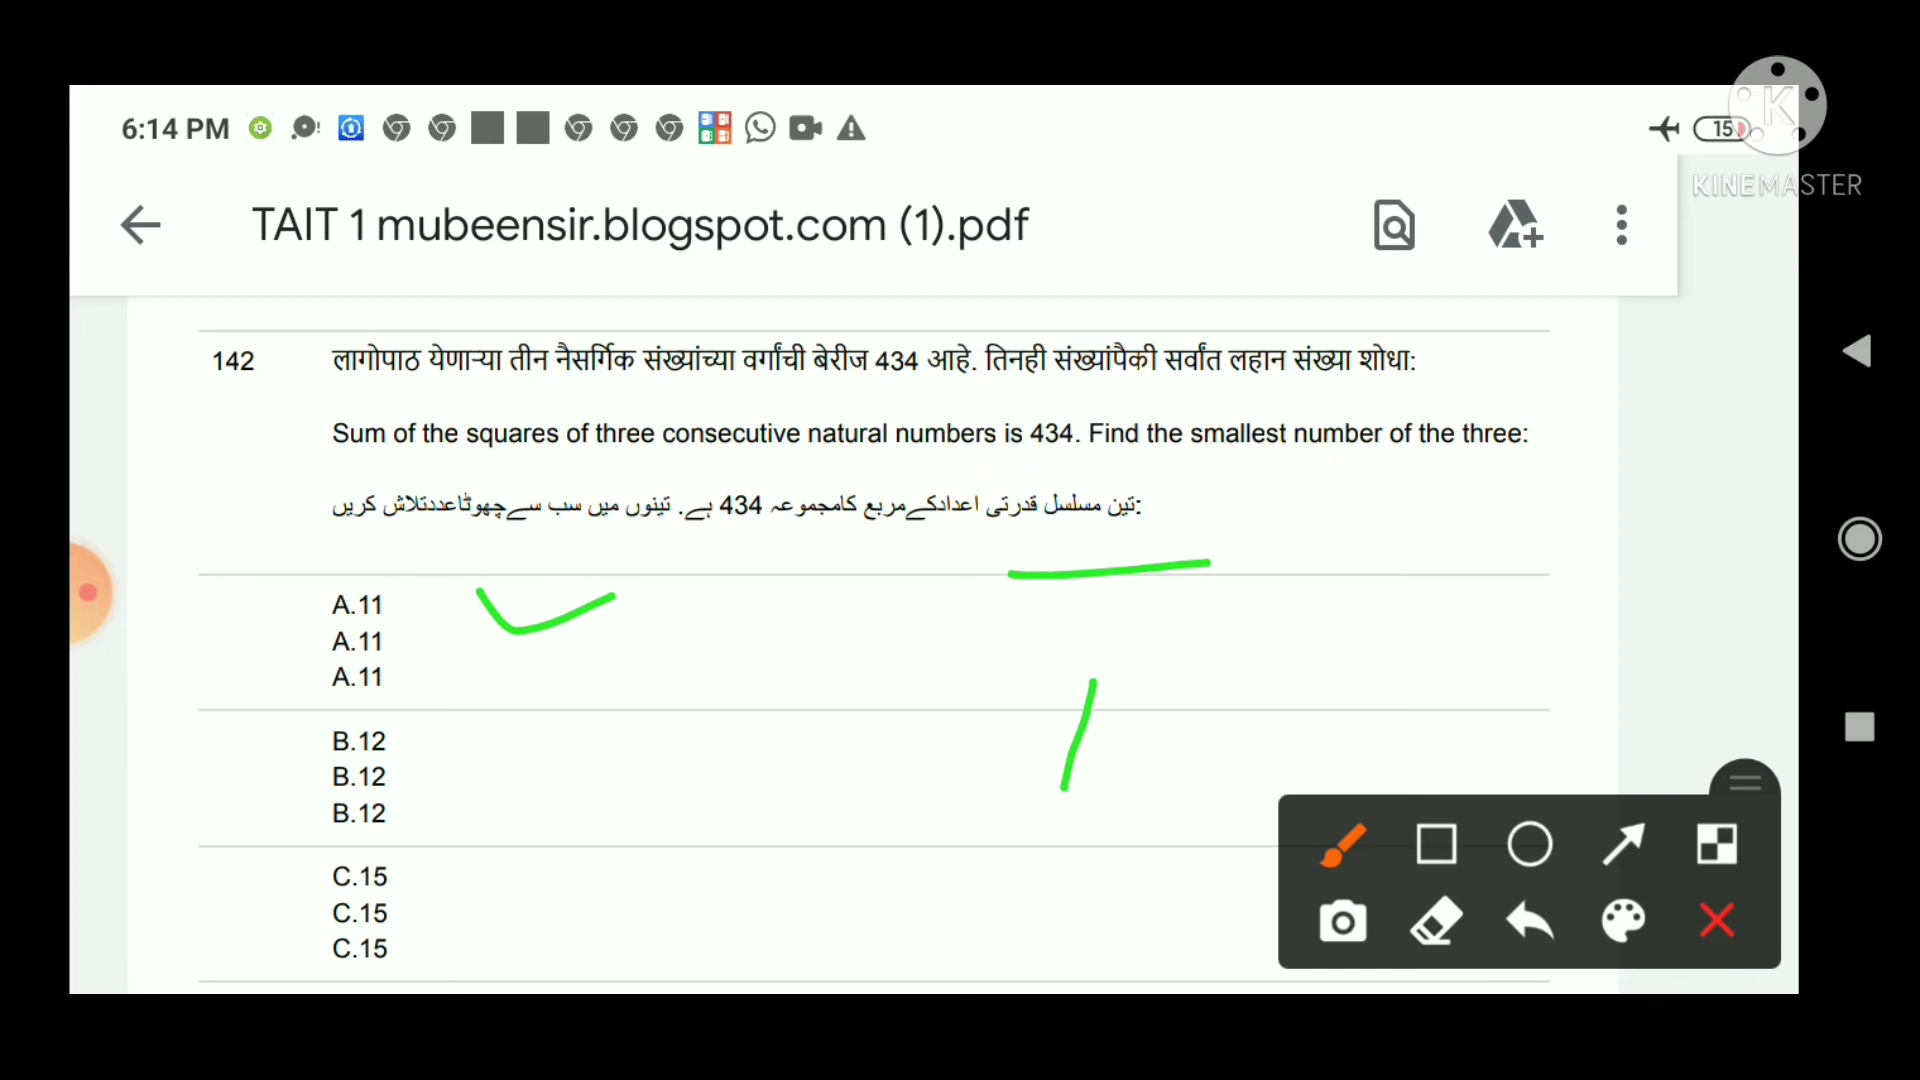 6:14 PM
15
KINEMASTER
TAIT 1 mubeensir.blogspot.com (1).pdf
142
लागोपाठ येणाऱ्या तीन नैसर्गिक संख्यांच्या वर्गांची बेरीज 434 आहे. तिनही संख्यांपैकी सर्वांत लहान संख्या शोधा:
Sum of the squares of three consecutive natural numbers is 434. Find the smallest number of the three:
تین مسلسل قدرتی اعدادکےمربع کامجموعہ 434 ہے. تینوں میں سب سےچھوٹاعددتلاش کریں:
A.11
A.11
A.11
B.12
B.12
B.12
C.15
C.15
C.15